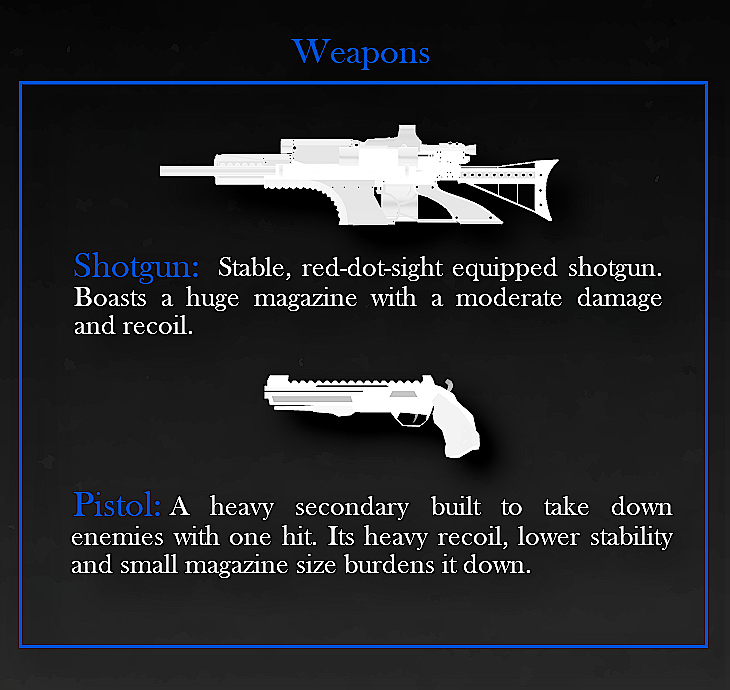 Weapons
Shotgun: Stable, red-dot-sight equipped shotgun.
Boasts a huge magazine with a moderate damage
and recoil.
Pistol: A heavy secondary built to take down
enemies with one hit. Its heavy recoil, lower stability
and small magazine size burdens it down.